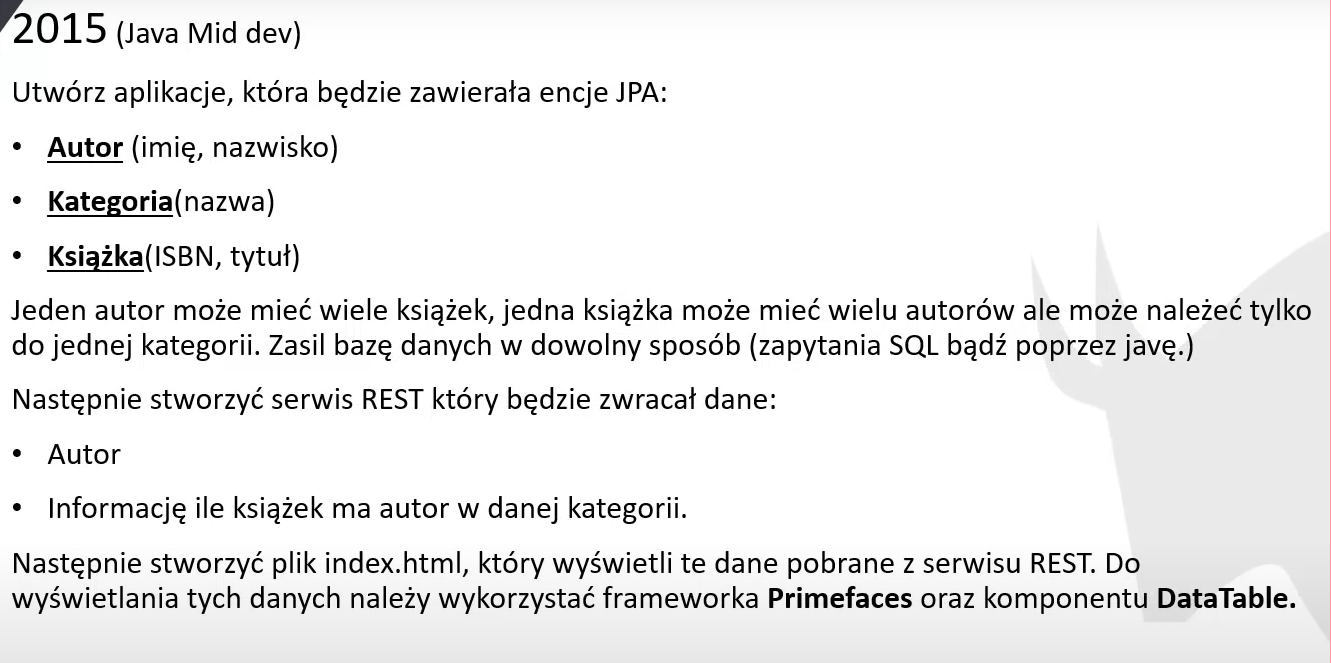 2015 (Java Mid dev)
Utwórz aplikacje, która będzie zawierała encje JPA:
• Autor (imię, nazwisko)
• Kategoria(nazwa)
• Książka(ISBN, tytuł)
Jeden autor może mieć wiele książek, jedna książka może mieć wielu autorów ale może należeć tylko
do jednej kategorii. Zasil bazę danych w dowolny sposób (zapytania SQL bądź poprzez javę.)
Następnie stworzyć serwis REST który będzie zwracał dane:
• Autor
• Informację ile książek ma autor w danej kategorii.
Następnie stworzyć plik index.html, który wyświetli te dane pobrane z serwisu REST. Do
wyświetlania tych danych należy wykorzystać frameworka Primefaces oraz komponentu DataTable.